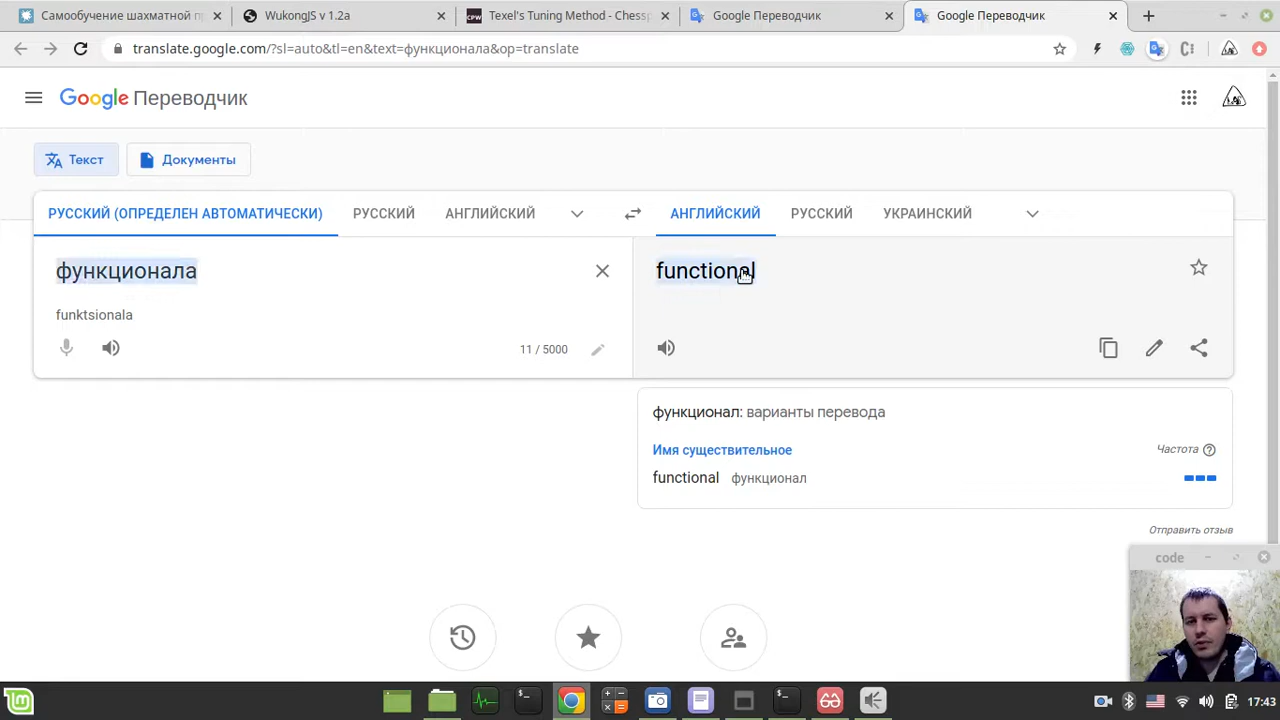 Самообучение шахматной пр
WukongJS v 1.2a
Texel's Tuning Method - Chessp
Google Переводчик
Google Переводчик
translate.google.com/?sl=auto&tl=en&text=функционала&op=translate
Google Переводчик
Текст
Документы
РУССКИЙ (ОПРЕДЕЛЕН АВТОМАТИЧЕСКИ)
РУССКИЙ
АНГЛИЙСКИЙ
АНГЛИЙСКИЙ
РУССКИЙ
УКРАИНСКИЙ
функционала
functional
funktsionala
11 / 5000
функционал: варианты перевода
Имя существительное
Частота
functional функционал
Отправить отзыв
code
17:43